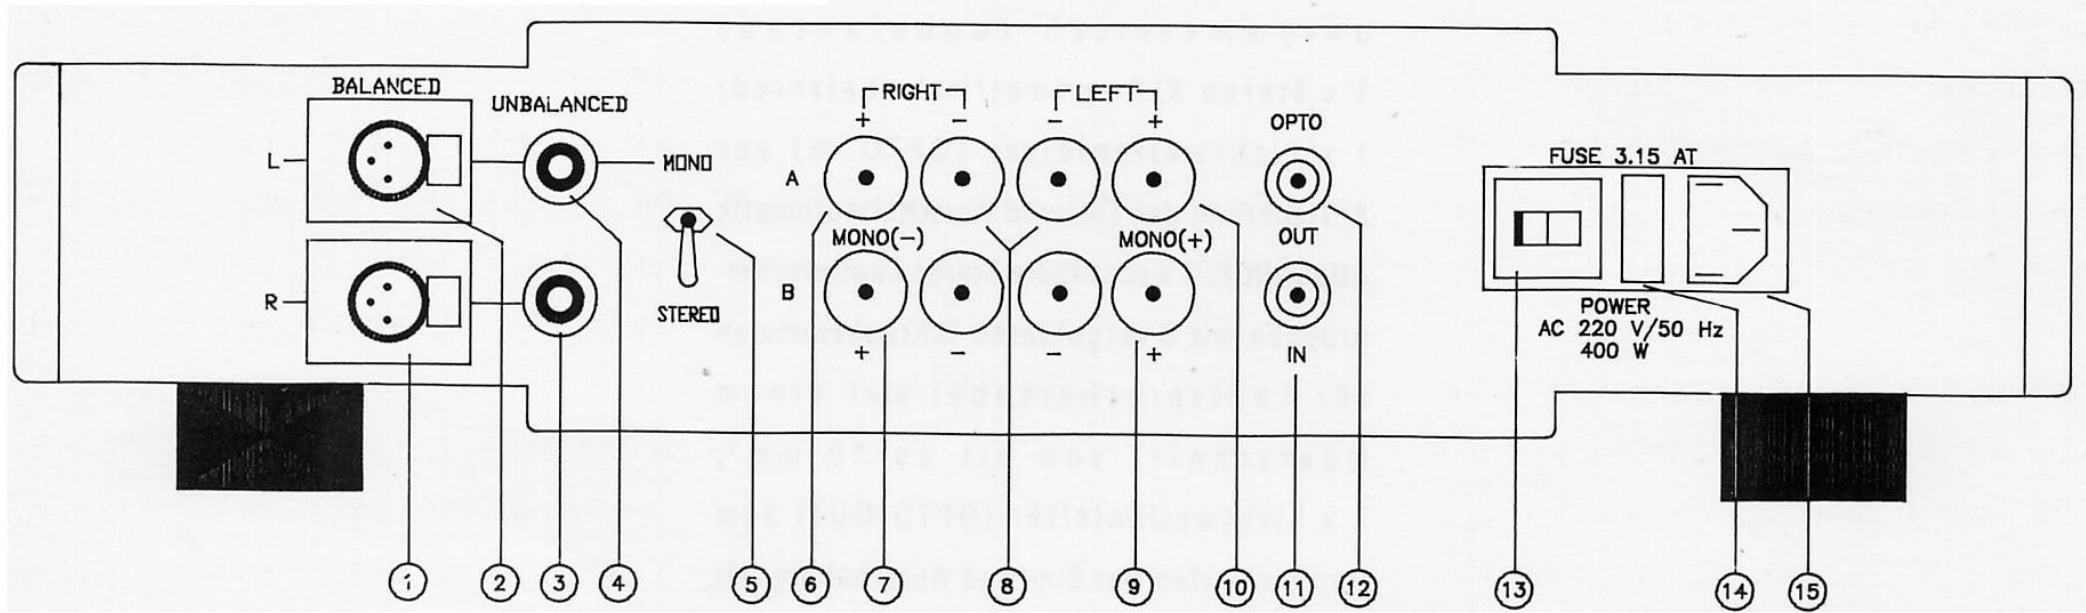 BALANCED
UNBALANCED
RIGHT
LEFT
+ - - +
OPTO
FUSE 3.15 AT
L
MONO
A
MONO(-)
MONO(+)
OUT
R
B
STEREO
POWER
AC 220 V/50 Hz
400 W
+ - - +
IN
1 2 3 4 5 6 7 8 9 10 11 12 13 14 15